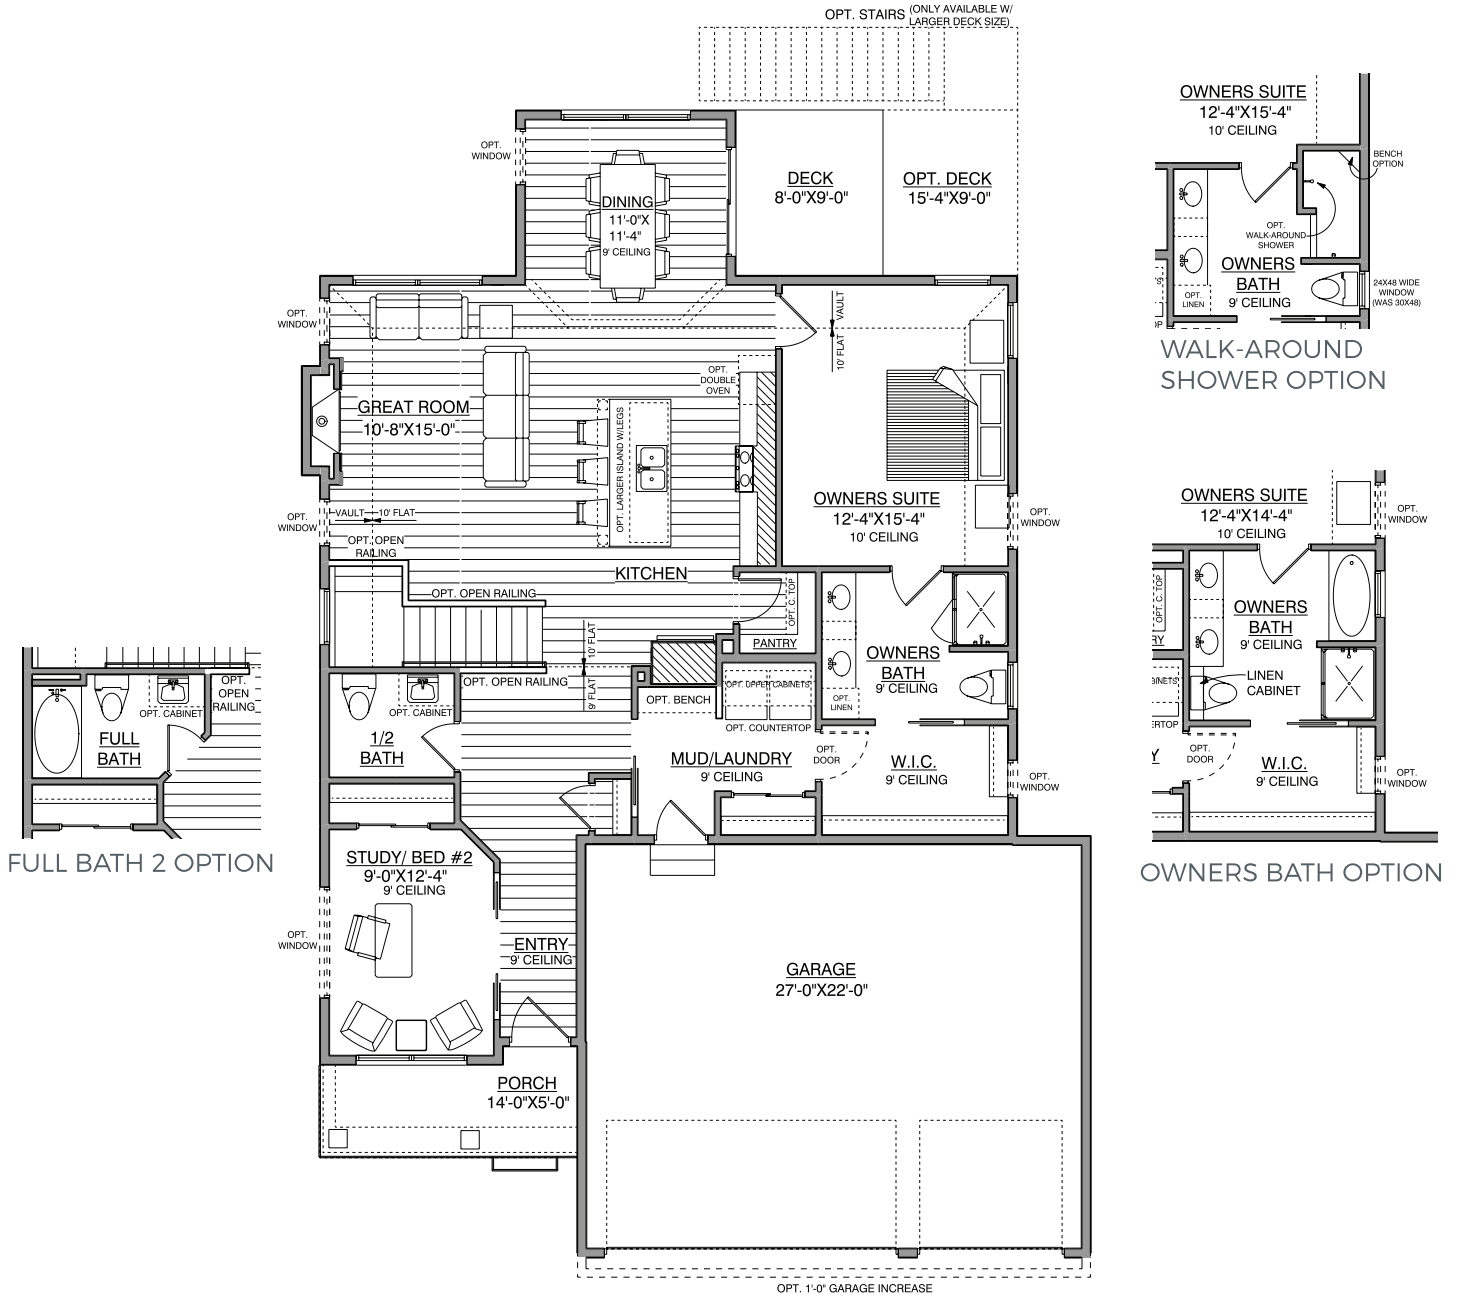 OPT. STAIRS (ONLY AVAILABLE W/
LARGER DECK SIZE)
OPT.
WINDOW
DINING
11'-0"X
11'-4"
9' CEILING
DECK
8'-0"X9'-0"
OPT. DECK
15'-4"X9'-0"
OPT.
WINDOW
VAULT
10' FLAT
OPT.
DOUBLE
OVEN
GREAT ROOM
10'-8"X15'-0"
OPT. LARGER ISLAND W/LEGS
OWNERS SUITE
12'-4"X15'-4"
10' CEILING
OPT.
WINDOW
OPT.
WINDOW
VAULT
10' FLAT
OPT. OPEN
RAILING
KITCHEN
OPT. OPEN RAILING
OPT. C. TOP
PANTRY
10' FLAT
9' FLAT
OPT. OPEN RAILING
OWNERS
BATH
9' CEILING
OPT.
LINEN
OPT. UPPER CABINETS
OPT. BENCH
OPT. COUNTERTOP
OPT. CABINET
1/2
BATH
MUD/LAUNDRY
9' CEILING
OPT.
DOOR
W.I.C.
9' CEILING
OPT.
WINDOW
STUDY/ BED #2
9'-0"X12'-4"
9' CEILING
OPT.
WINDOW
ENTRY
9' CEILING
GARAGE
27'-0"X22'-0"
PORCH
14'-0"X5'-0"
OPT. 1'-0" GARAGE INCREASE
OPT.
OPEN
RAILING
OPT. CABINET
FULL
BATH
FULL BATH 2 OPTION
OWNERS SUITE
12'-4"X15'-4"
10' CEILING
BENCH
OPTION
OPT.
WALK-AROUND
SHOWER
OWNERS
BATH
9' CEILING
OPT.
LINEN
24X48 WIDE
WINDOW
(WAS 30X48)
WALK-AROUND
SHOWER OPTION
OWNERS SUITE
12'-4"X14'-4"
10' CEILING
OPT.
WINDOW
OPT. C. TOP
RY
OWNERS
BATH
9' CEILING
LINEN
CABINET
BINETS
ERTOP
Y
OPT.
DOOR
W.I.C.
9' CEILING
OPT.
WINDOW
OWNERS BATH OPTION